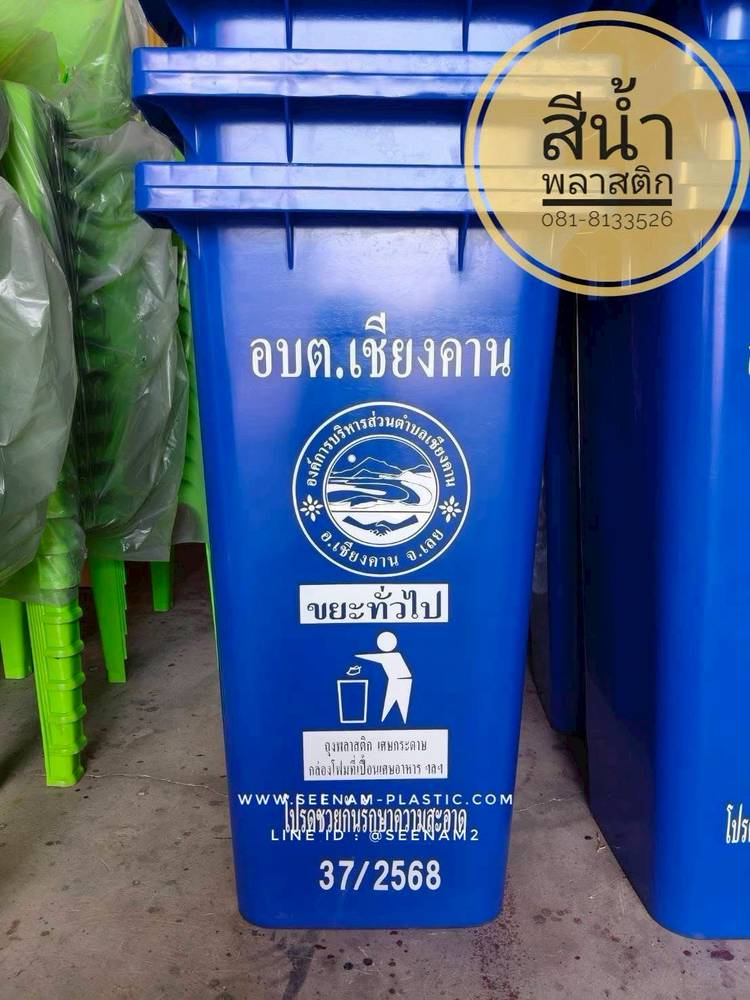 สีน้ำ
พลาสติก
081-8133526
อบต.เชียงคาน
องค์การบริหารส่วนตำบลเชียงคาน
อ.เชียงคาน จ.เลย
ขยะทั่วไป
ถุงพลาสติก เศษกระดาษ
กล่องโฟมที่เปื้อนเศษอาหาร ฯลฯ
WWW.SEENAM-PLASTIC.COM
โปรดช่วยกันรักษาความสะอาด
LINE ID : @SEENAM2
37/2568